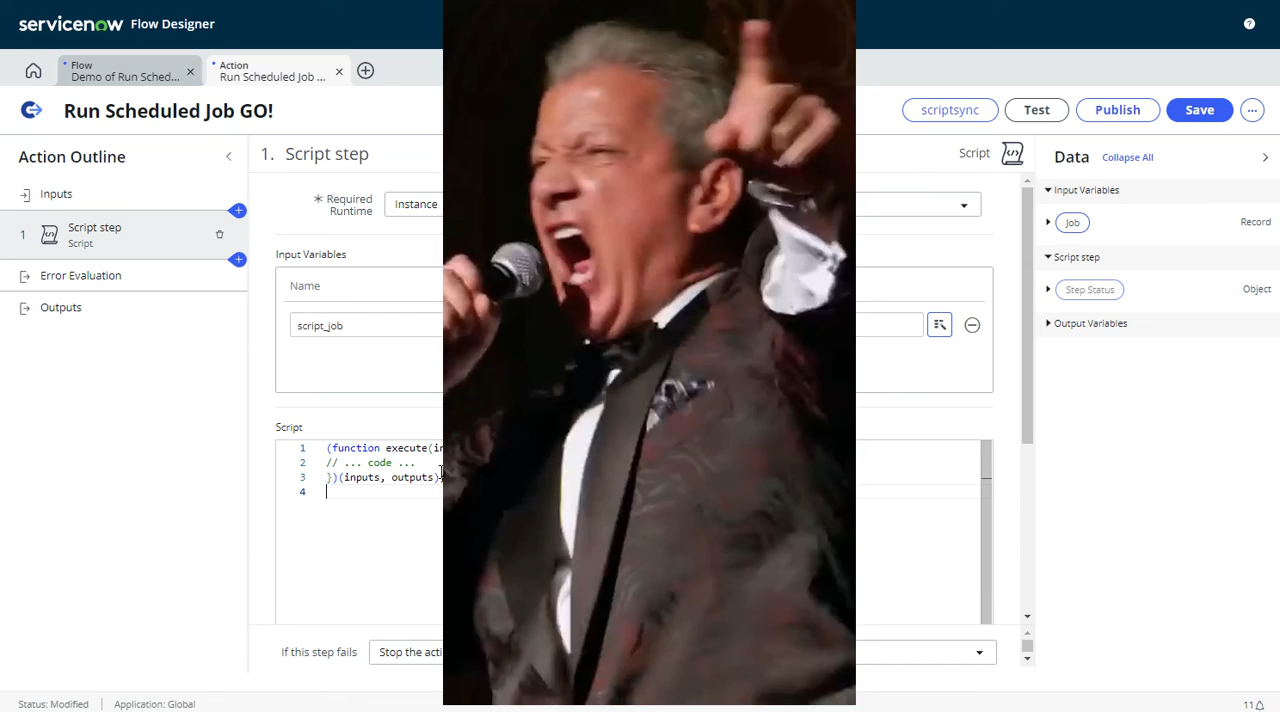 servicenow Flow Designer
Flow
Demo of Run Sched...
Action
Run Scheduled Job ...
Run Scheduled Job GO!
scriptsync
Test
Publish
Save
Action Outline
Inputs
1
Script step
Script
Error Evaluation
Outputs
1. Script step
Script
* Required Runtime
Instance
Input Variables
Name
script_job
Script
1 (function execute(in
2 // ... code ...
3 })(inputs, outputs)
4
If this step fails
Stop the acti
Data
Collapse All
Input Variables
Job
Record
Script step
Step Status
Object
Output Variables
Status: Modified
Application: Global
11